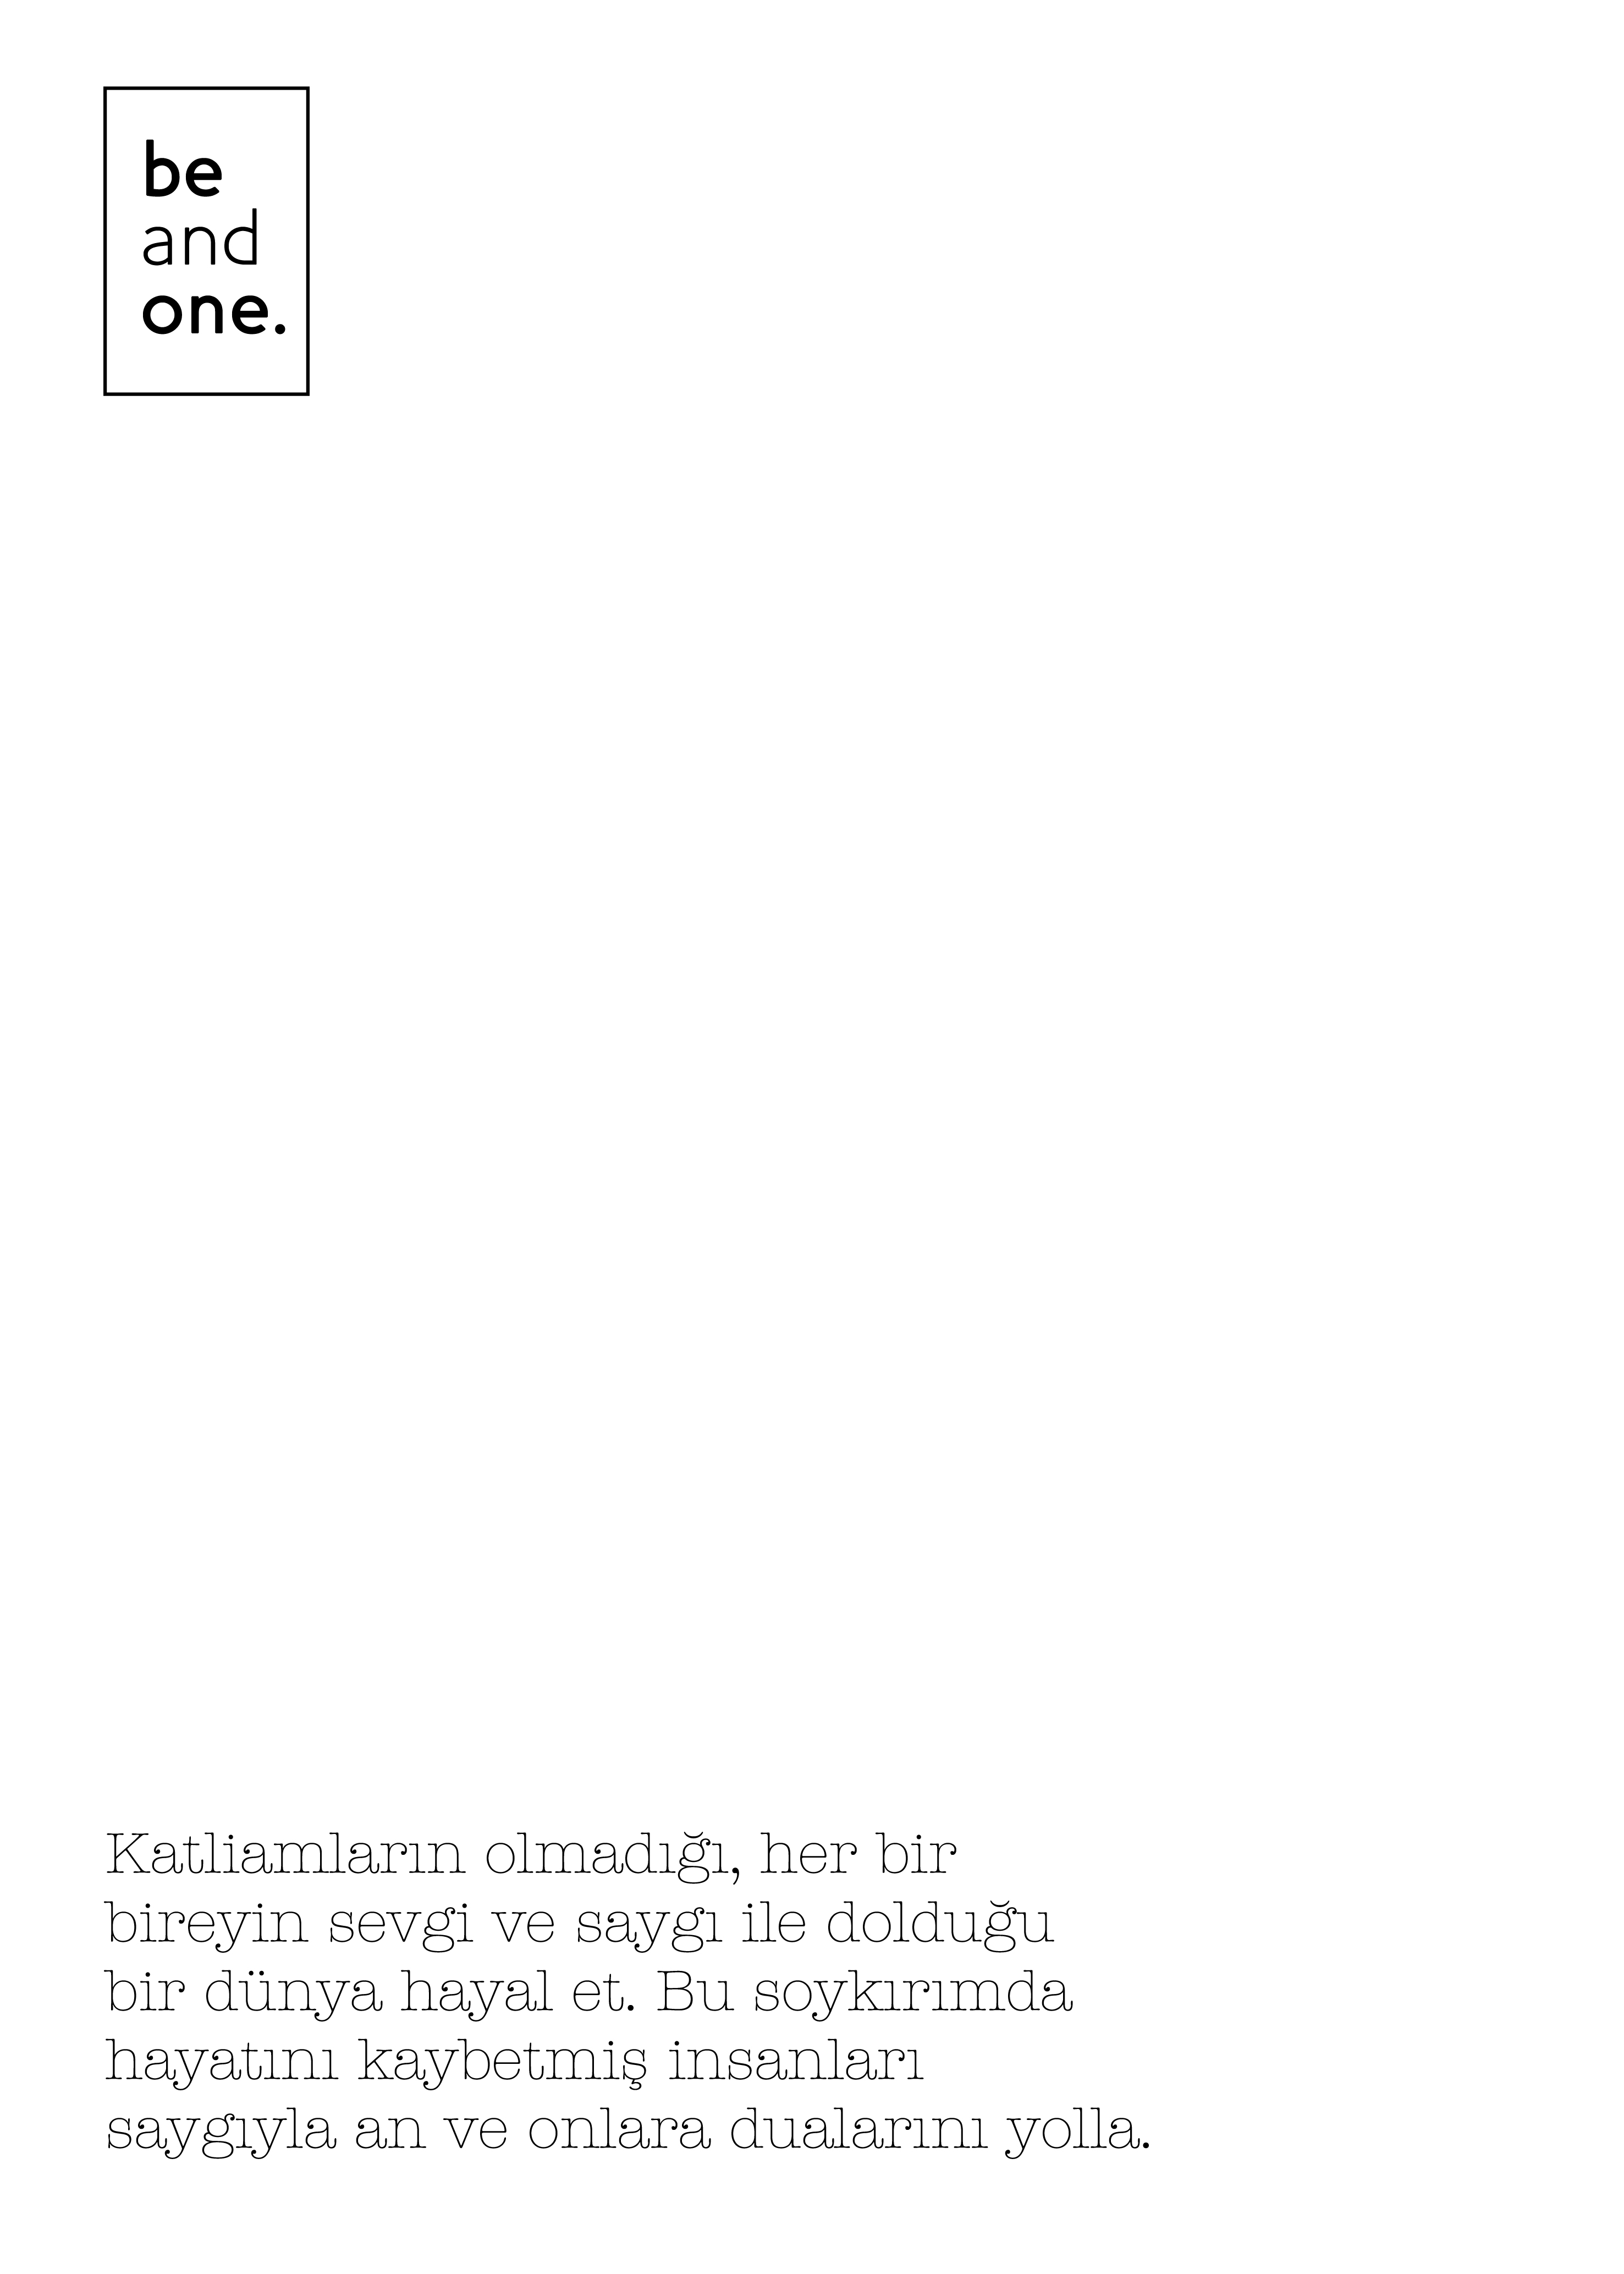 be
and
one.
Katliamların olmadığı, her bir
bireyin sevgi ve saygı ile dolduğu
bir dünya hayal et. Bu soykırımda
hayatını kaybetmiş insanları
saygıyla an ve onlara dualarını yolla.